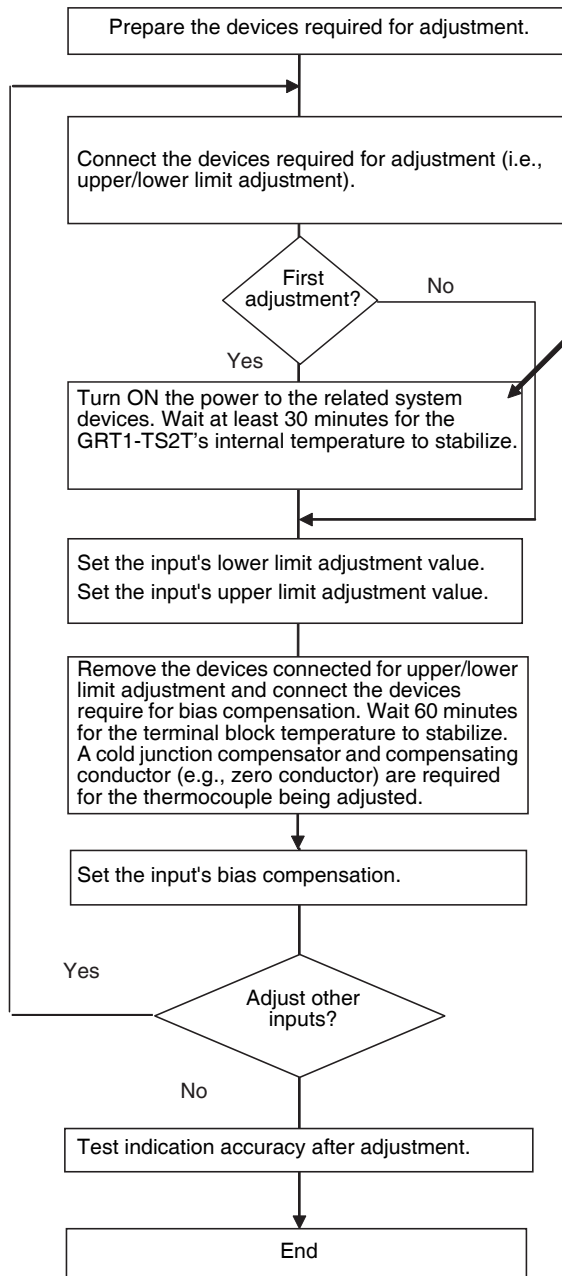 Prepare the devices required for adjustment.
Connect the devices required for adjustment (i.e.,
upper/lower limit adjustment).
First
adjustment?
No
Yes
Turn ON the power to the related system
devices. Wait at least 30 minutes for the
GRT1-TS2T's internal temperature to stabilize.
Set the input's lower limit adjustment value.
Set the input's upper limit adjustment value.
Remove the devices connected for upper/lower
limit adjustment and connect the devices
require for bias compensation. Wait 60 minutes
for the terminal block temperature to stabilize.
A cold junction compensator and compensating
conductor (e.g., zero conductor) are required
for the thermocouple being adjusted.
Set the input's bias compensation.
Yes
Adjust other
inputs?
No
Test indication accuracy after adjustment.
End